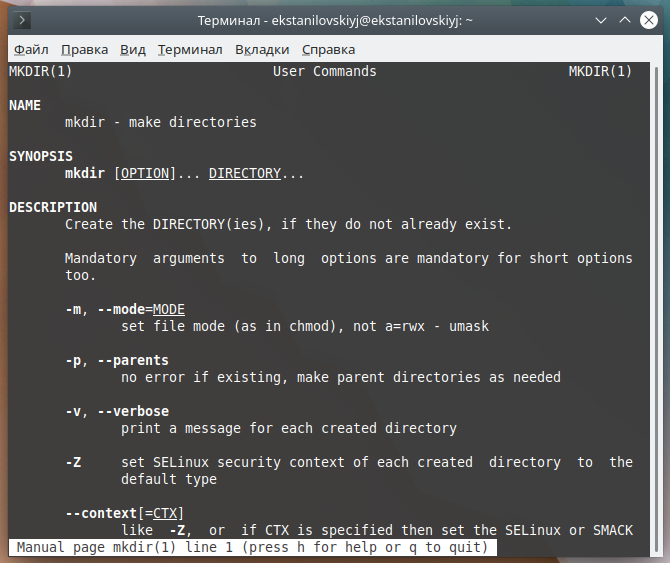 Терминал - ekstanilovskiyj@ekstanilovskiyj: ~
Файл Правка Вид Терминал Вкладки Справка
MKDIR(1) User Commands MKDIR(1)
NAME
mkdir - make directories
SYNOPSIS
mkdir [OPTION]... DIRECTORY...
DESCRIPTION
Create the DIRECTORY(ies), if they do not already exist.
Mandatory arguments to long options are mandatory for short options
too.
-m, --mode=MODE
set file mode (as in chmod), not a=rwx - umask
-p, --parents
no error if existing, make parent directories as needed
-v, --verbose
print a message for each created directory
-Z set SELinux security context of each created directory to the
default type
--context[=CTX]
like -Z, or if CTX is specified then set the SELinux or SMACK
Manual page mkdir(1) line 1 (press h for help or q to quit)